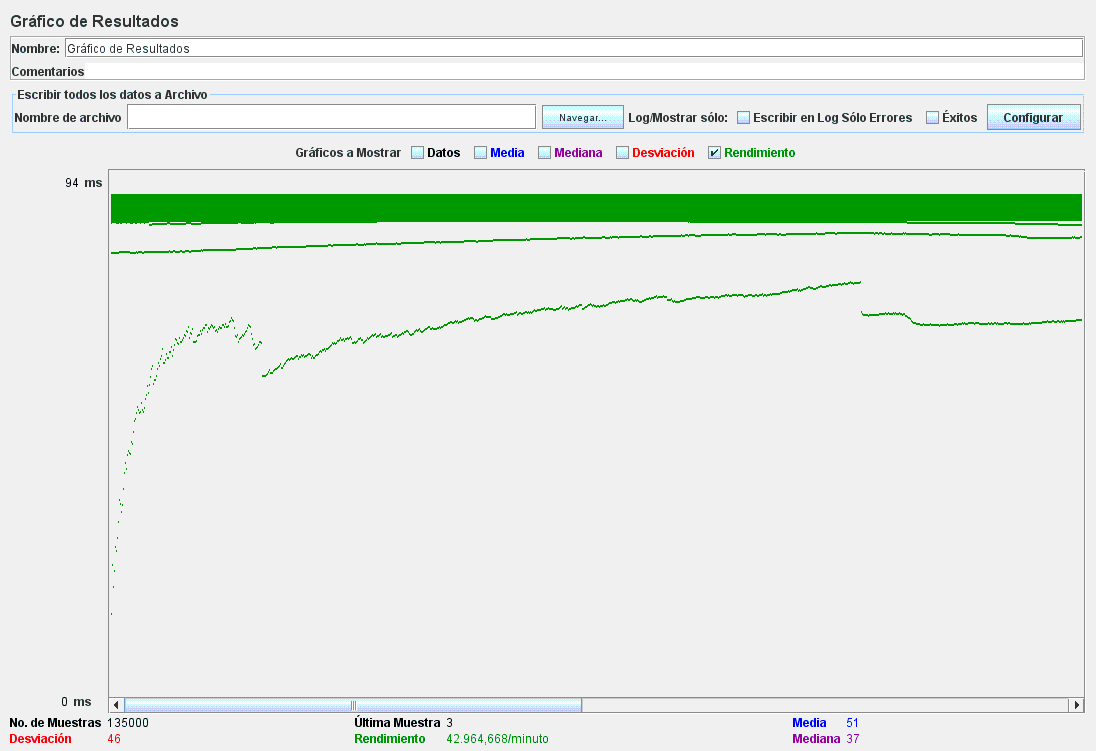 Gráfico de Resultados
Nombre: Gráfico de Resultados
Comentarios
Escribir todos los datos a Archivo
Nombre de archivo Navegar... Log/Mostrar sólo: Escribir en Log Sólo Errores Éxitos Configurar
Gráficos a Mostrar Datos Media Mediana Desviación Rendimiento
94 ms
0 ms
No. de Muestras 135000 Última Muestra 3 Media 51
Desviación 46 Rendimiento 42.964,668/minuto Mediana 37